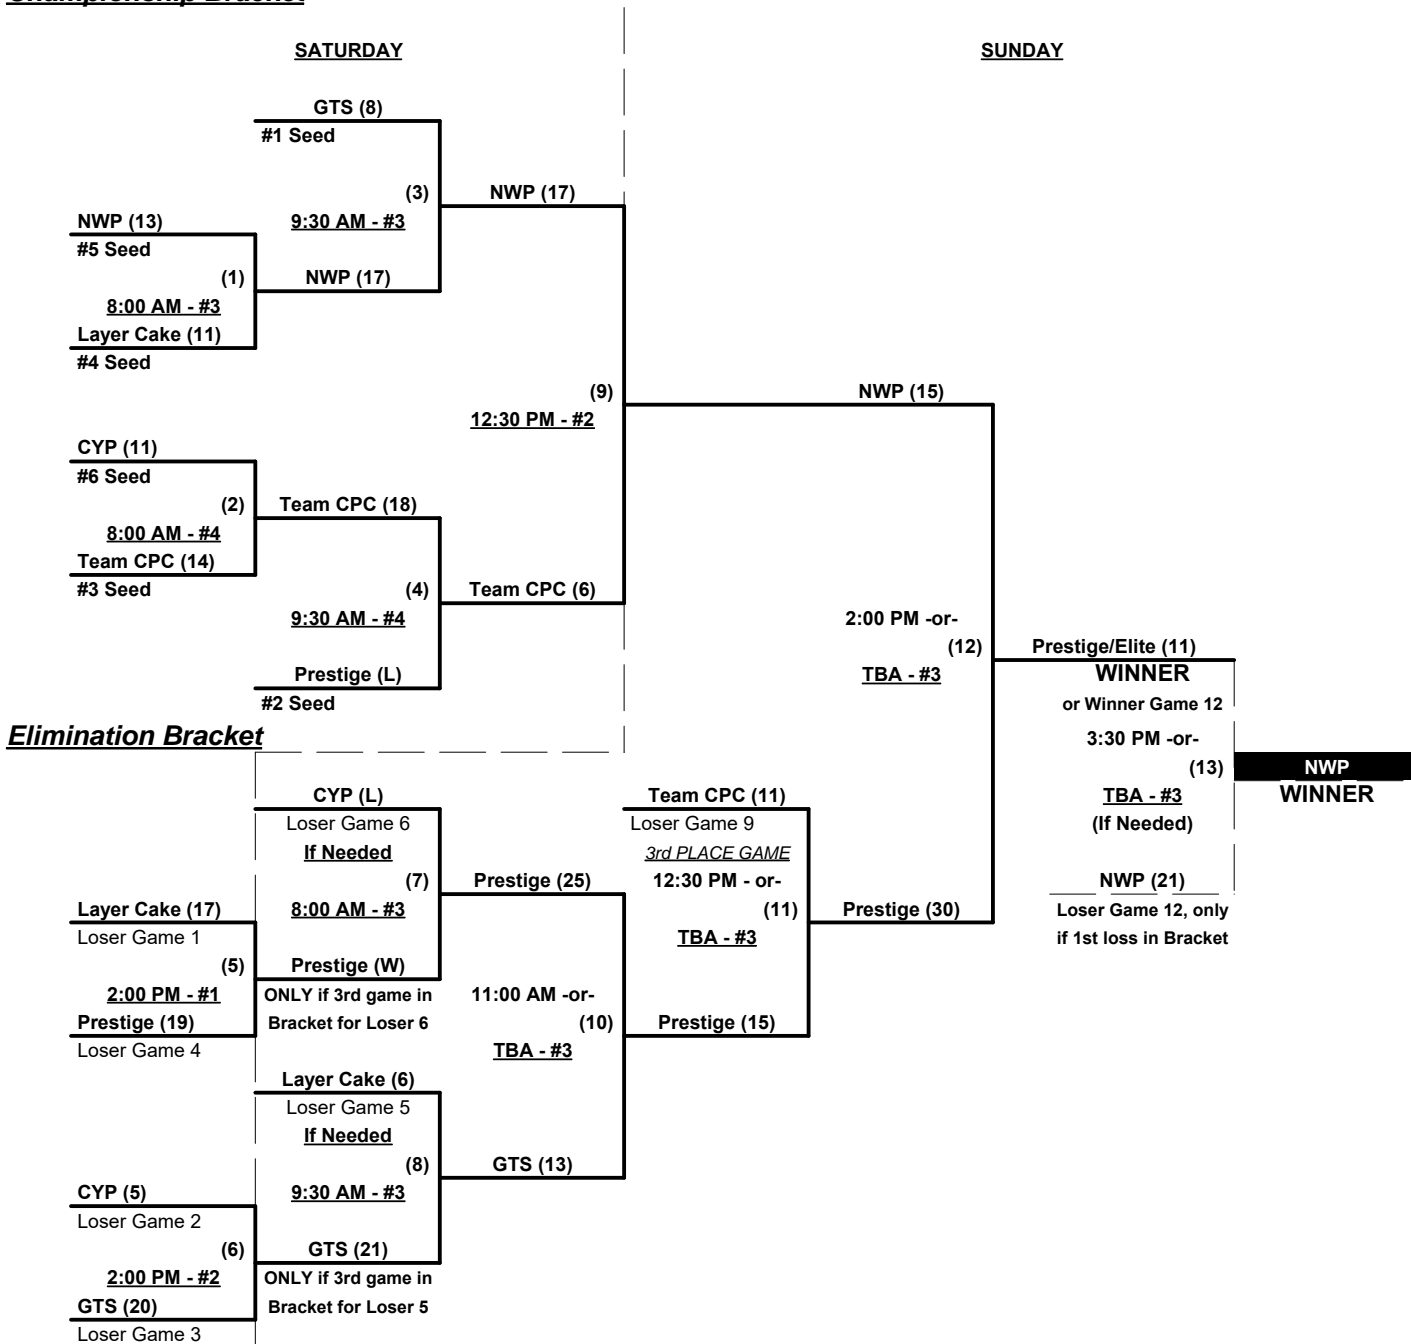 Championship Bracket
SATURDAY
SUNDAY
GTS (8)
#1 Seed
(3)
NWP (17)
NWP (13)
9:30 AM - #3
#5 Seed
(1)
NWP (17)
8:00 AM - #3
Layer Cake (11)
#4 Seed
(9)
NWP (15)
12:30 PM - #2
CYP (11)
#6 Seed
(2)
Team CPC (18)
8:00 AM - #4
Team CPC (14)
#3 Seed
(4)
Team CPC (6)
9:30 AM - #4
2:00 PM -or-
(12)
Prestige/Elite (11)
Prestige (L)
TBA - #3
WINNER
#2 Seed
or Winner Game 12
Elimination Bracket
3:30 PM -or-
(13)
NWP
CYP (L)
Team CPC (11)
TBA - #3
WINNER
Loser Game 6
Loser Game 9
(If Needed)
If Needed
3rd PLACE GAME
(7)
Prestige (25)
12:30 PM - or-
NWP (21)
Layer Cake (17)
8:00 AM - #3
(11)
Prestige (30)
Loser Game 12, only
Loser Game 1
TBA - #3
if 1st loss in Bracket
(5)
Prestige (W)
2:00 PM - #1
ONLY if 3rd game in
11:00 AM -or-
Prestige (19)
Bracket for Loser 6
(10)
Prestige (15)
Loser Game 4
TBA - #3
Layer Cake (6)
Loser Game 5
If Needed
(8)
GTS (13)
CYP (5)
9:30 AM - #3
Loser Game 2
(6)
GTS (21)
2:00 PM - #2
ONLY if 3rd game in
GTS (20)
Bracket for Loser 5
Loser Game 3